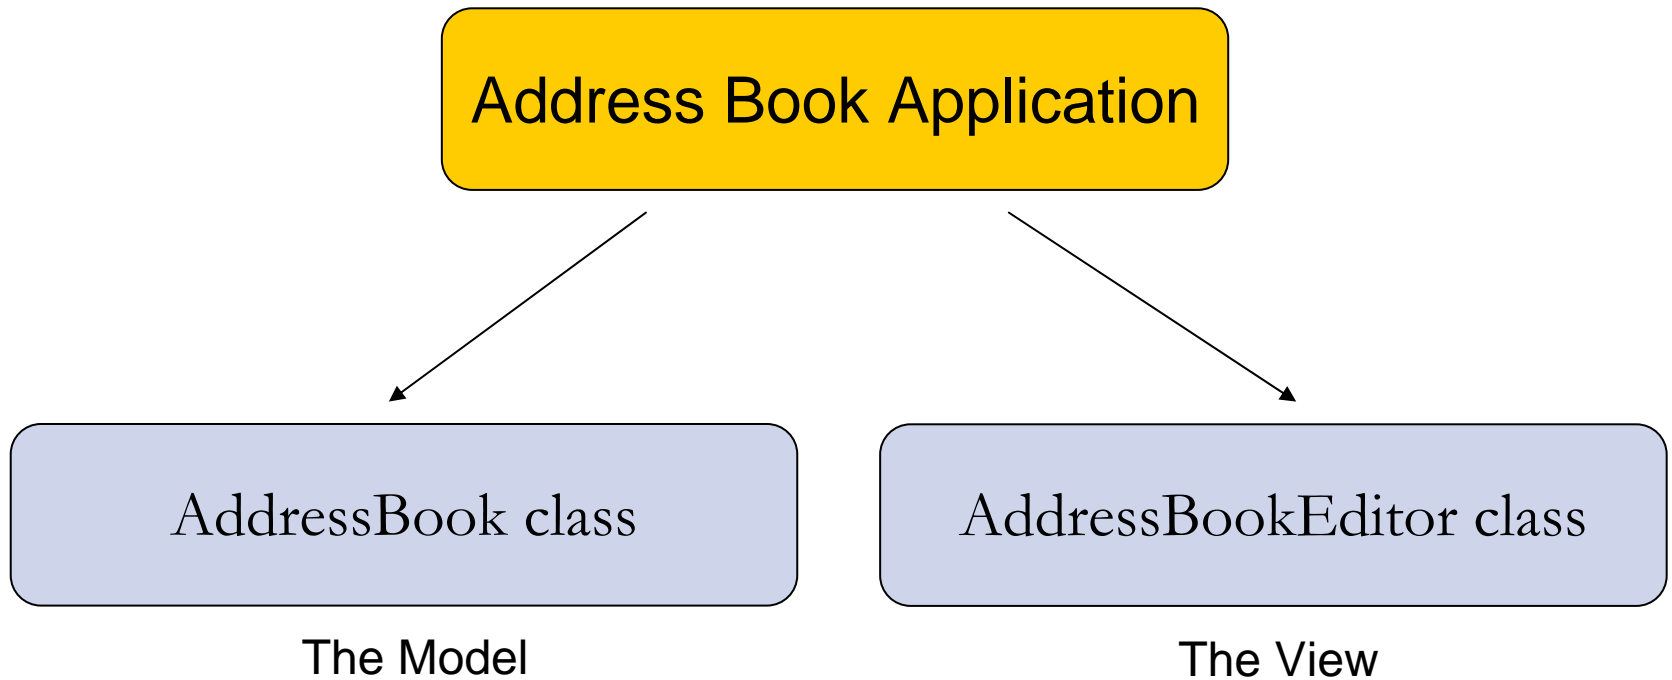 Address Book Application
AddressBook class
AddressBookEditor class
The Model
The View